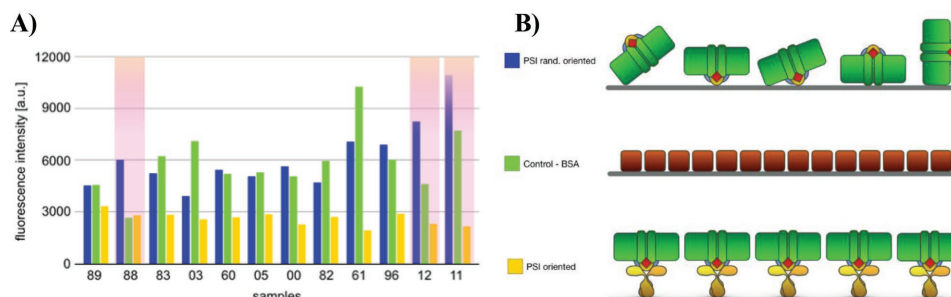 A)
B)
12000
9000
6000
3000
0
fluorescence intensity [a.u.]
89 88 83 03 60 05 00 82 61 96 12 11
samples
PSI rand. oriented
Control - BSA
PSI oriented